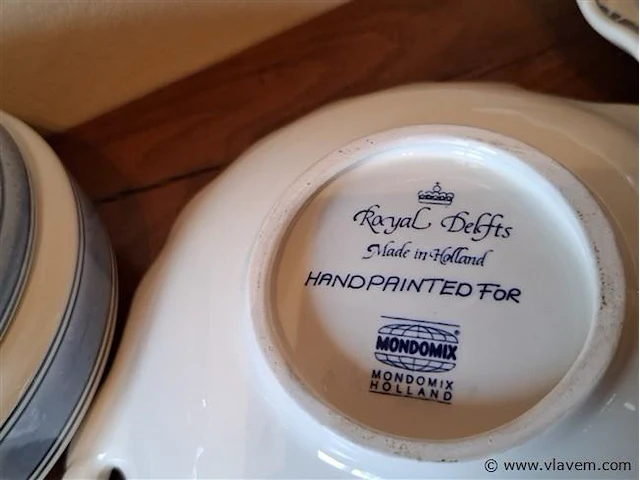 Royal Delfts
Made in Holland
HANDPAINTED FOR
MONDOMIX
MONDOMIX
HOLLAND
© www.vlavem.com